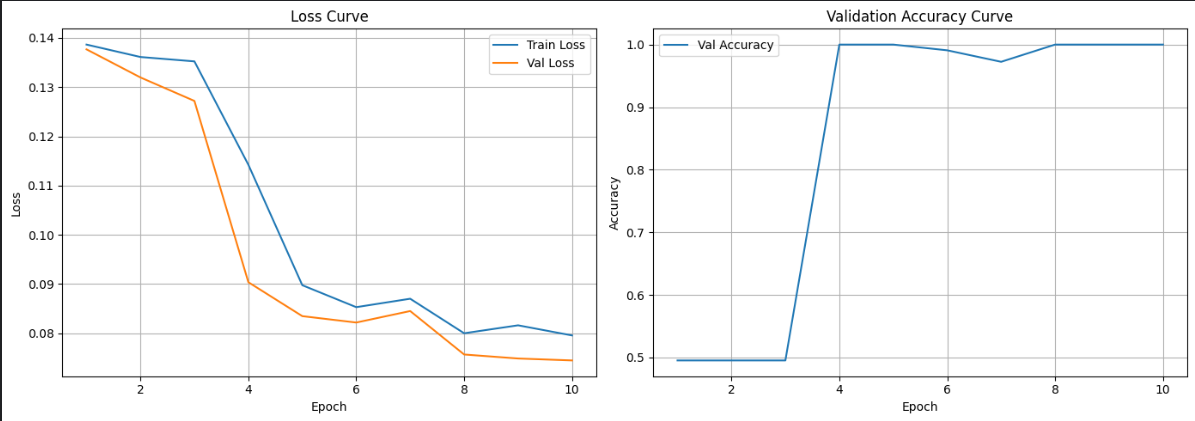 Loss Curve
Train Loss
Val Loss
0.14
0.13
0.12
0.11
0.10
0.09
0.08
Loss
2 4 6 8 10
Epoch
Validation Accuracy Curve
Val Accuracy
1.0
0.9
0.8
0.7
0.6
0.5
Accuracy
2 4 6 8 10
Epoch